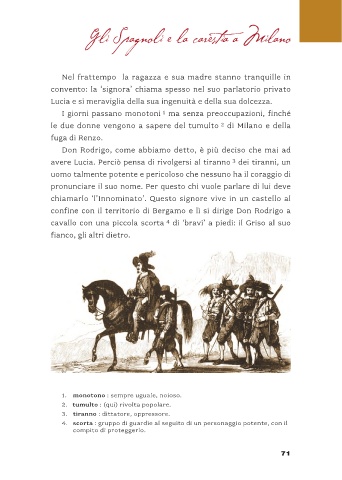 Gli Spagnoli e la carestia a Milano
Nel frattempo la ragazza e sua madre stanno tranquille in
convento: la ‘signora’ chiama spesso nel suo parlatorio privato
Lucia e si meraviglia della sua ingenuità e della sua dolcezza.
I giorni passano monotoni 1 ma senza preoccupazioni, finché
le due donne vengono a sapere del tumulto 2 di Milano e della
fuga di Renzo.
Don Rodrigo, come abbiamo detto, è più deciso che mai ad
avere Lucia. Perciò pensa di rivolgersi al tiranno 3 dei tiranni, un
uomo talmente potente e pericoloso che nessuno ha il coraggio di
pronunciare il suo nome. Per questo chi vuole parlare di lui deve
chiamarlo ‘l’Innominato’. Questo signore vive in un castello al
confine con il territorio di Bergamo e lì si dirige Don Rodrigo a
cavallo con una piccola scorta 4 di ‘bravi’ a piedi: il Griso al suo
fianco, gli altri dietro.
1. monotono : sempre uguale, noioso.
2. tumulto : (qui) rivolta popolare.
3. tiranno : dittatore, oppressore.
4. scorta : gruppo di guardie al seguito di un personaggio potente, con il
compito di proteggerlo.
71